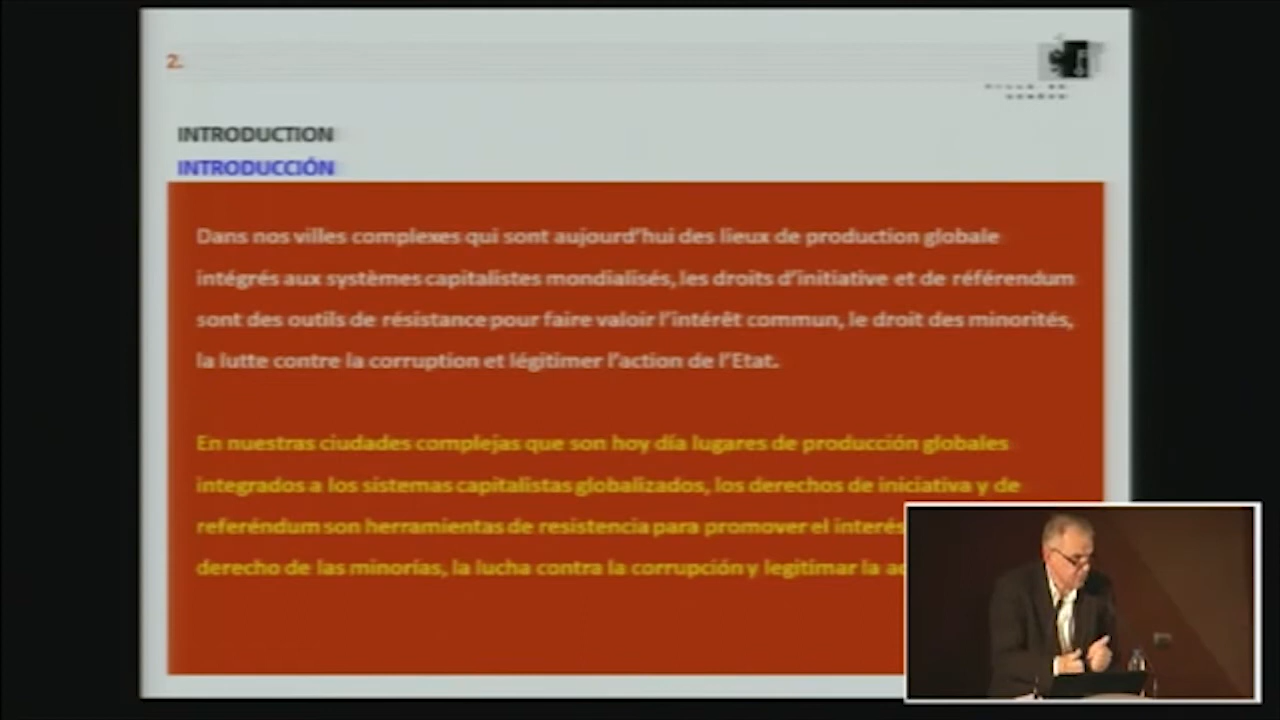 2.
INTRODUCTION
INTRODUCCIÓN
Dans nos villes complexes qui sont aujourd'hui des lieux de production globale
intégrés aux systèmes capitalistes mondialisés, les droits d'initiative et de référendum
sont des outils de résistance pour faire valoir l'intérêt commun, le droit des minorités,
la lutte contre la corruption et légitimer l'action de l'Etat.
En nuestras ciudades complejas que son hoy día lugares de producción globales
integrados a los sistemas capitalistas globalizados, los derechos de iniciativa y de
referéndum son herramientas de resistencia para promover el interés
derecho de las minorías, la lucha contra la corrupción y legitimar la